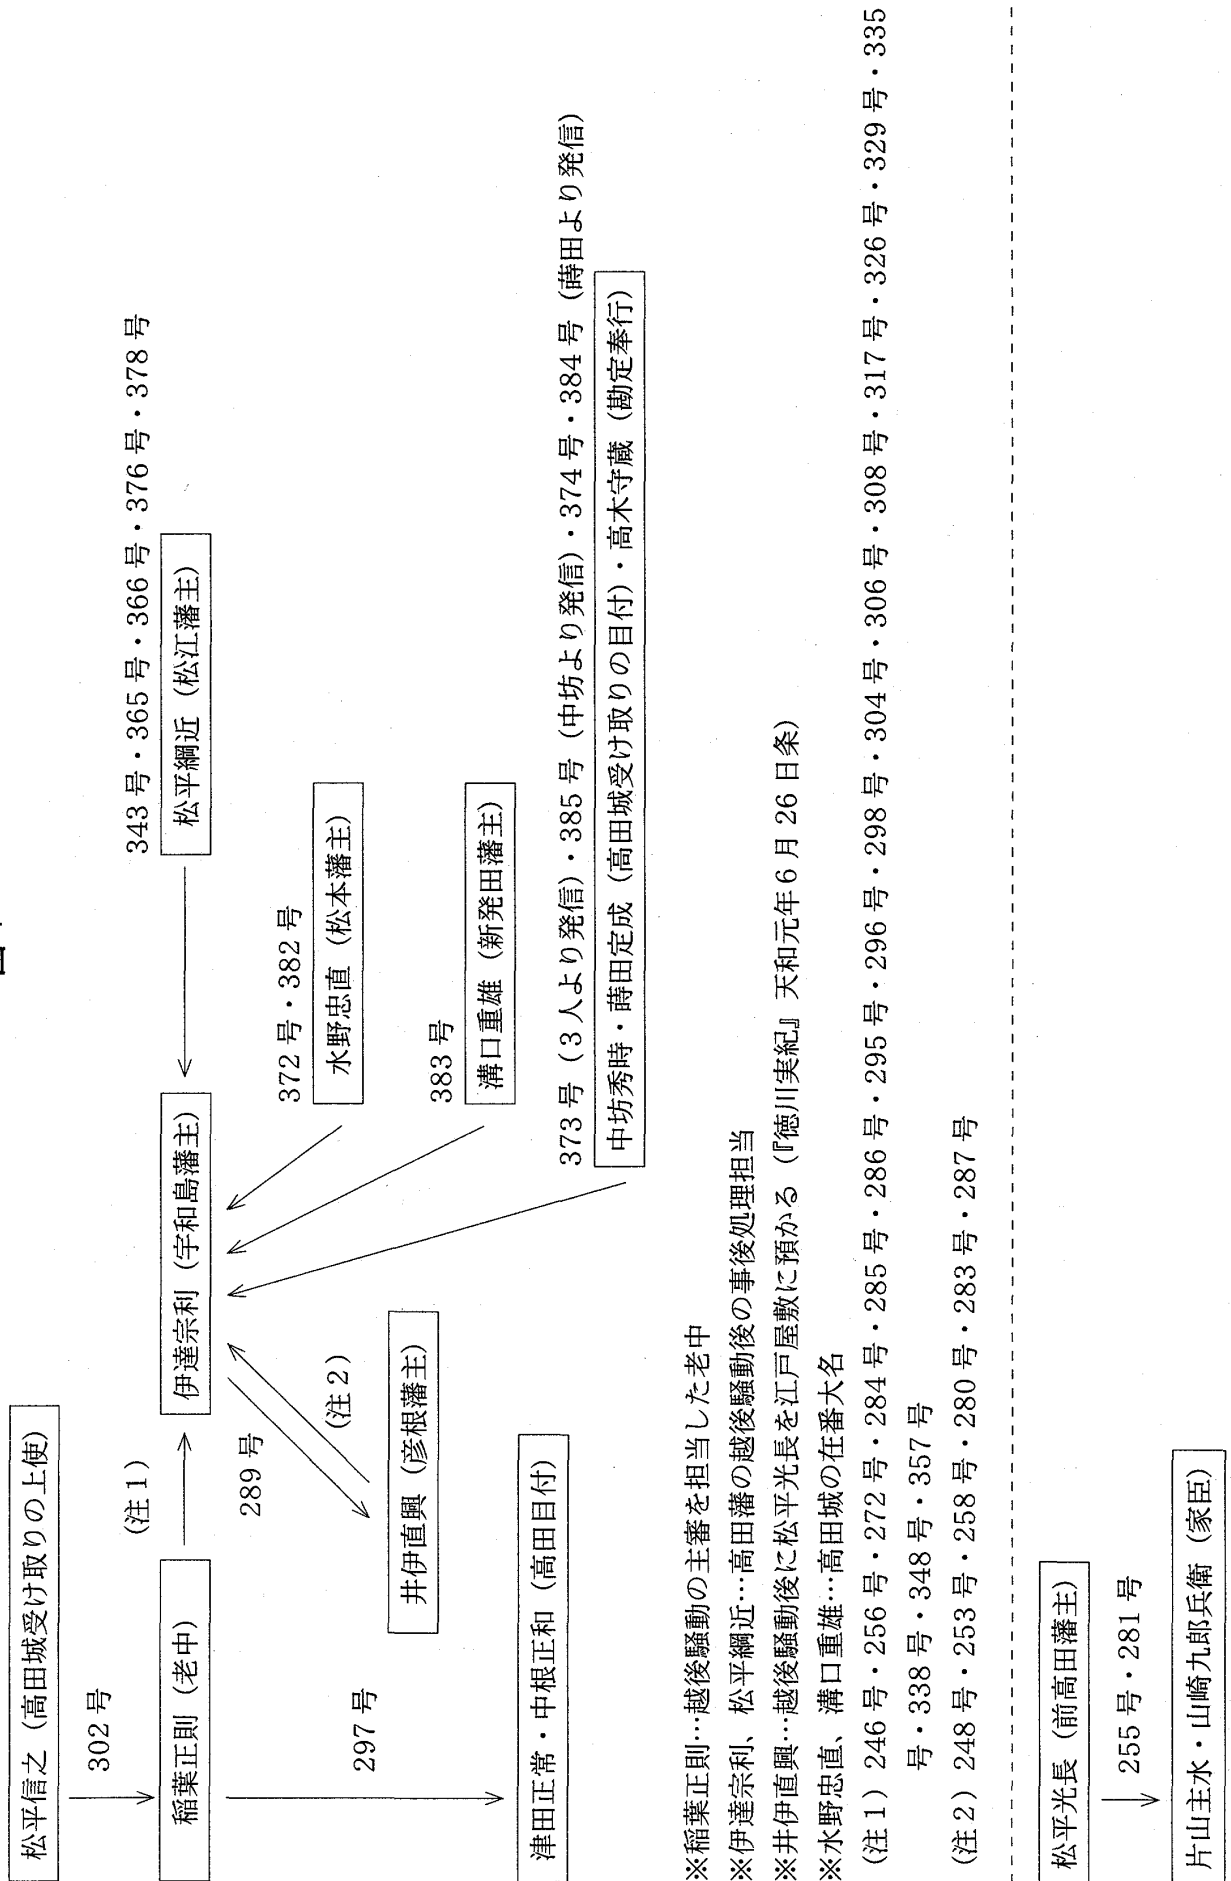 松平信之（高田城受け取りの上使）
302号
稲葉正則（老中）
(注1)
伊達宗利（宇和島藩主）
343号・365号・366号・376号・378号
松平綱近（松江藩主）
289号
(注2)
井伊直興（彦根藩主）
372号・382号
水野忠直（松本藩主）
383号
溝口重雄（新発田藩主）
297号
津田正常・中根正和（高田目付）
373号（3人より発信）・385号（中坊より発信）・374号・384号（蒔田より発信）
中坊秀時・蒔田定成（高田城受け取りの目付）・高木守蔵（勘定奉行）
※稲葉正則…越後騒動の主審を担当した老中
※伊達宗利、松平綱近…高田藩の越後騒動後の事後処理担当
※井伊直興…越後騒動後に松平光長を江戸屋敷に預かる（『徳川実紀』天和元年6月26日条）
※水野忠直、溝口重雄…高田城の在番大名
(注1) 246号・256号・272号・284号・285号・286号・295号・296号・298号・304号・306号・308号・317号・326号・329号・335
号・338号・348号・357号
(注2) 248号・253号・258号・280号・283号・287号
松平光長（前高田藩主）
255号・281号
片山主水・山崎九郎兵衛（家臣）